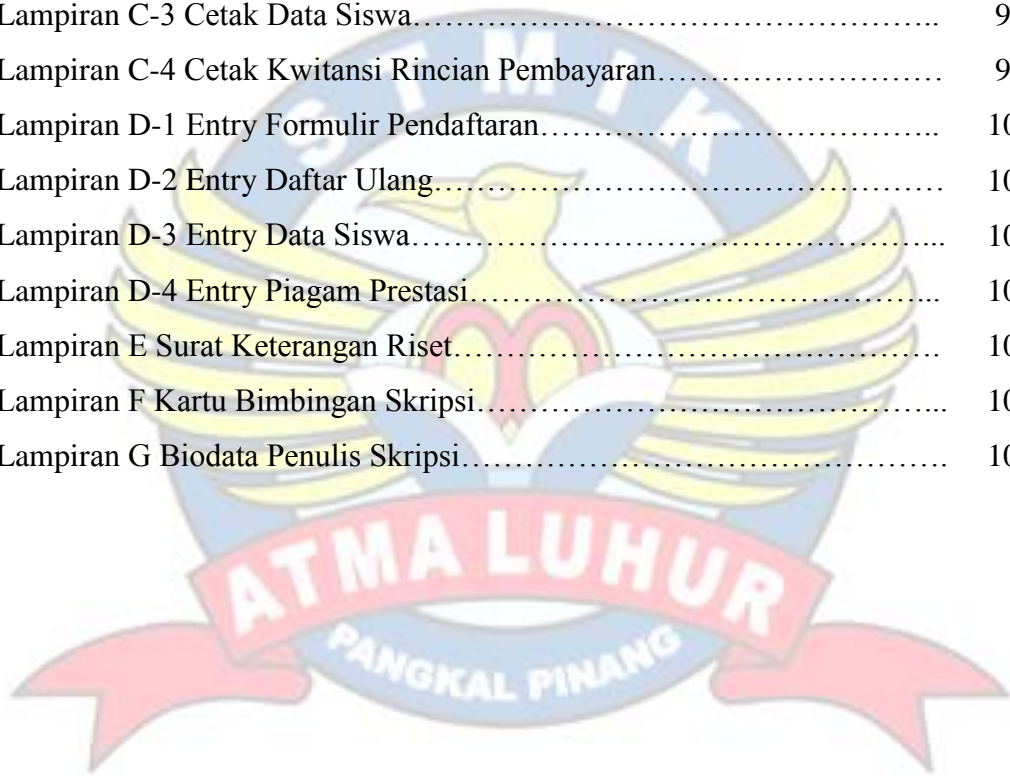 Lampiran C-3 Cetak Data Siswa……………………………………………….. 9
Lampiran C-4 Cetak Kwitansi Rincian Pembayaran……………………… 9
Lampiran D-1 Entry Formulir Pendaftaran……………………………….. 10
Lampiran D-2 Entry Daftar Ulang………………………………………… 10
Lampiran D-3 Entry Data Siswa…………………………………………... 10
Lampiran D-4 Entry Piagam Prestasi…………………………………….. 10
Lampiran E Surat Keterangan Riset……………………………………… 10
Lampiran F Kartu Bimbingan Skripsi……………………………………... 10
Lampiran G Biodata Penulis Skripsi………………………………………. 10
STMIK
ATMA LUHUR
PANGKAL PINANG